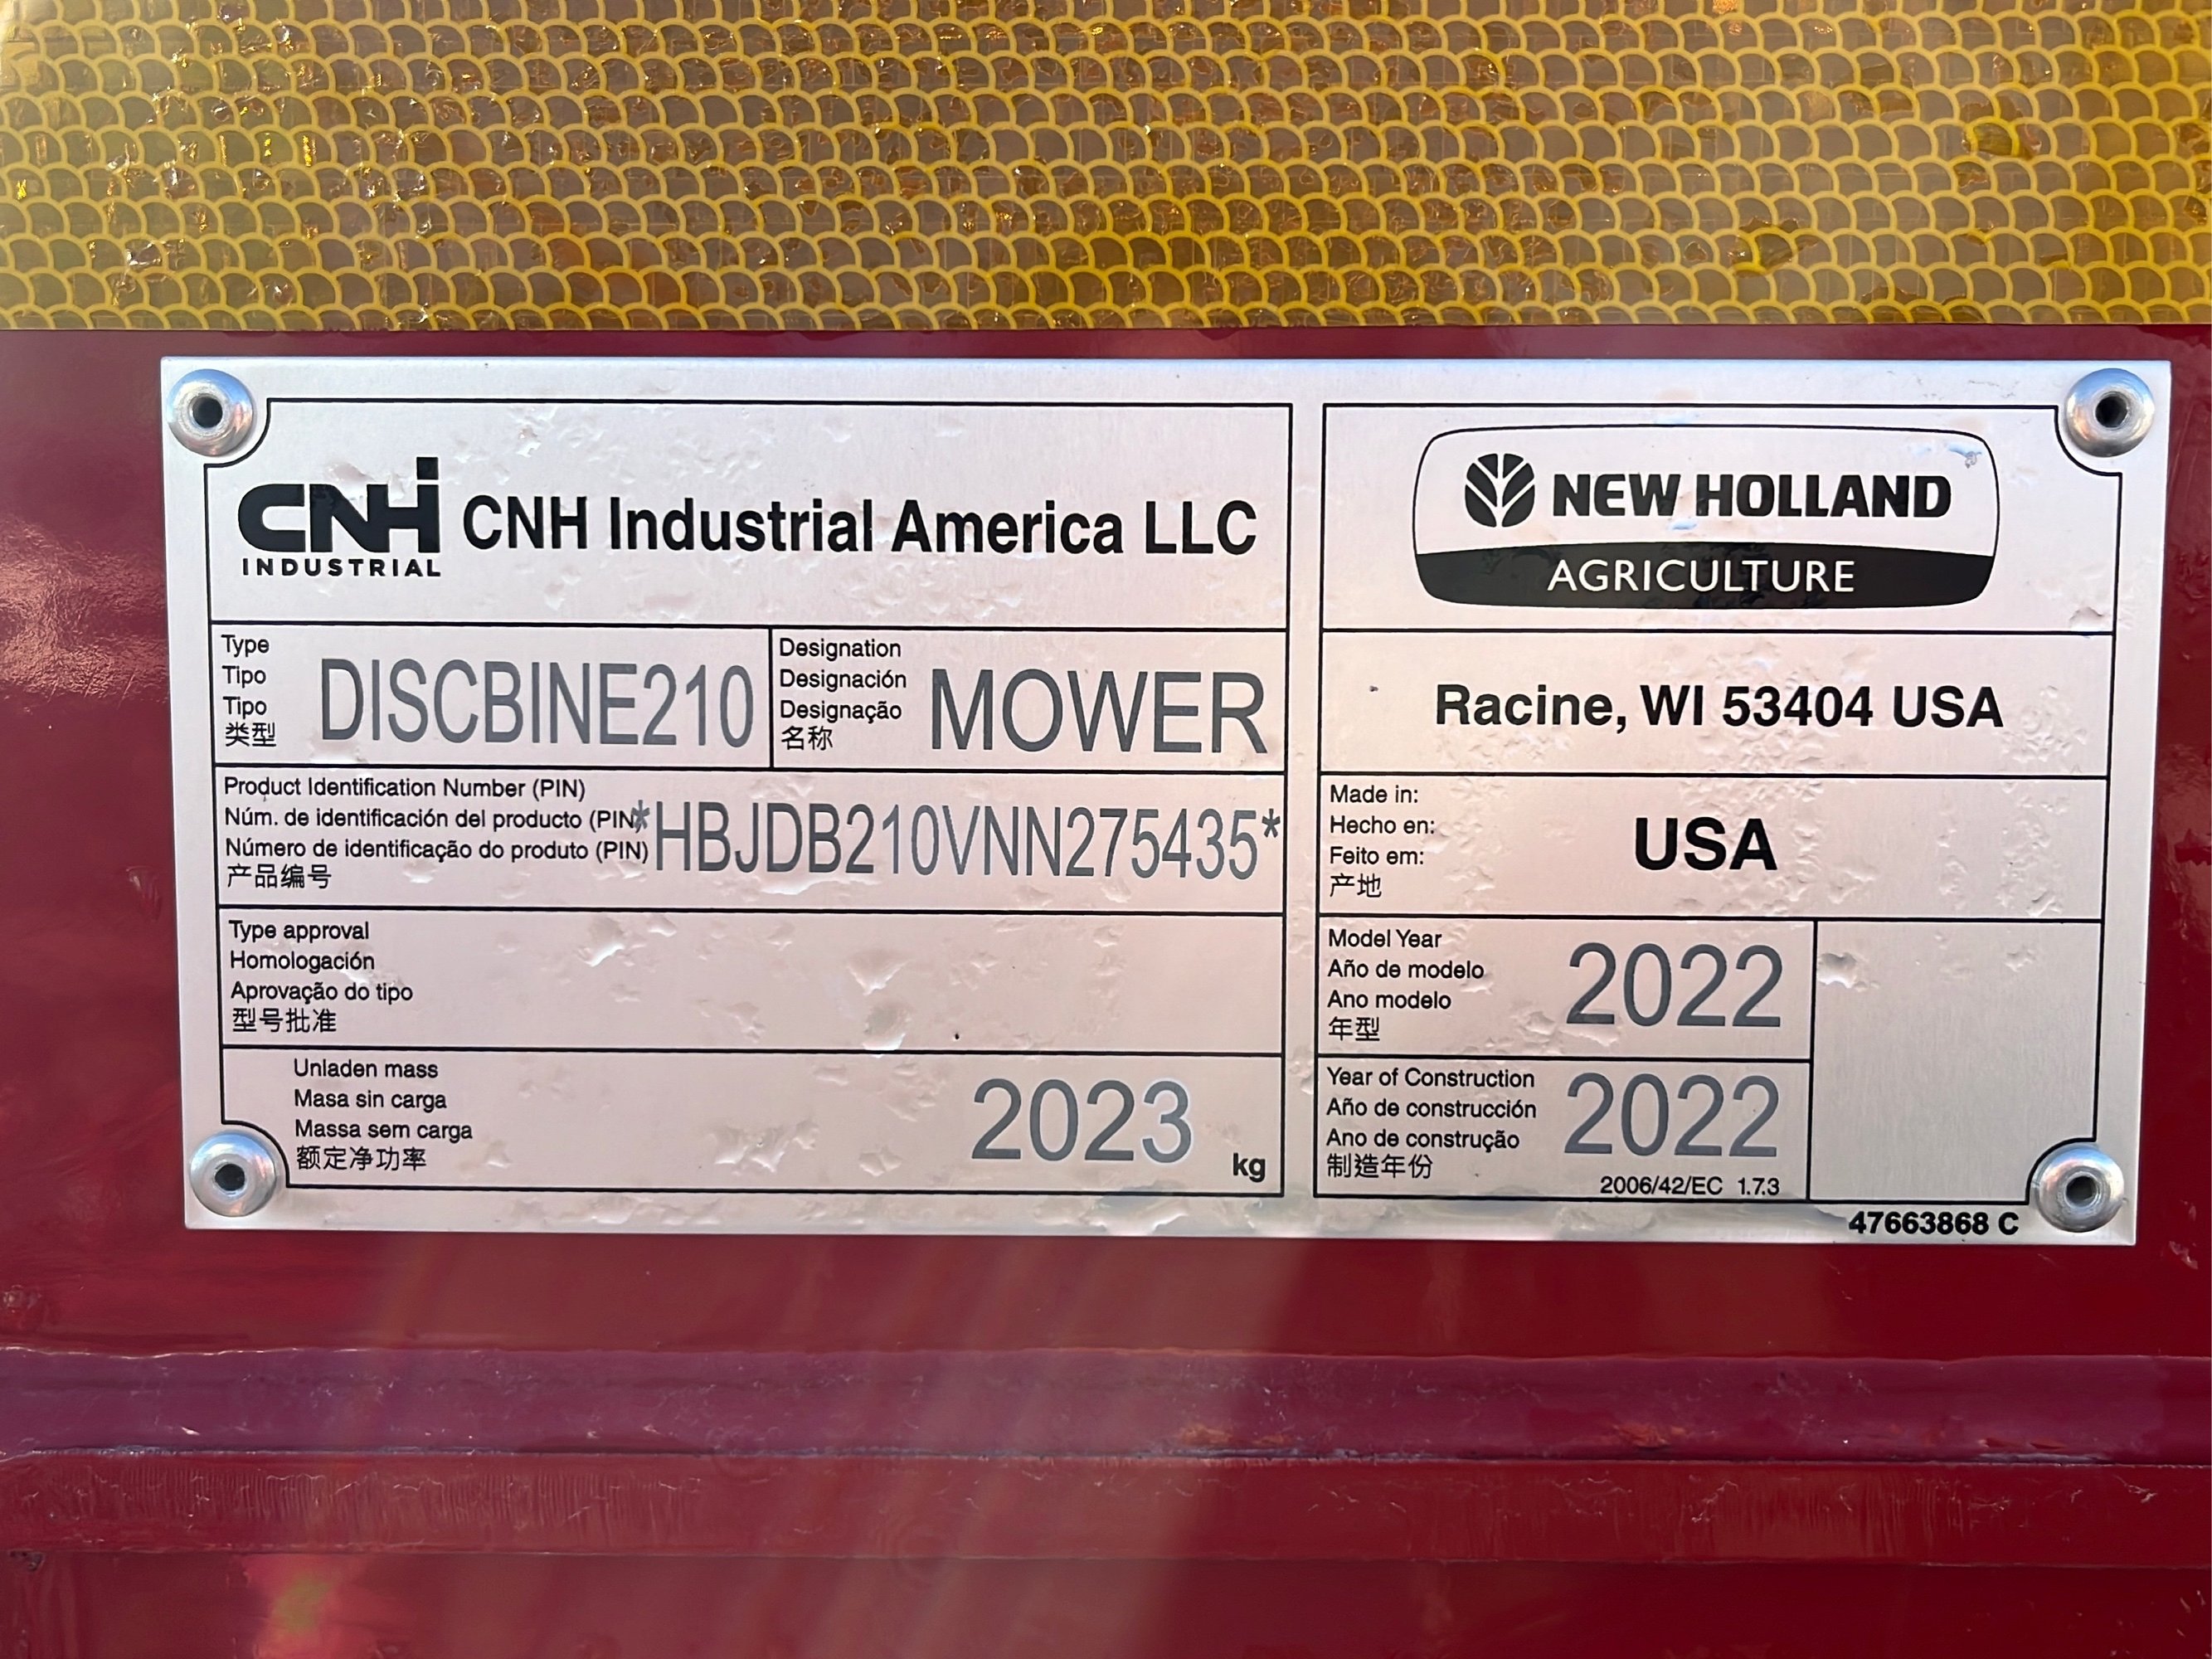 CNH INDUSTRIAL CNH Industrial America LLC
Type
Tipo
Tipo
类型
DISCBINE210
Designation
Designación
Designação
名称
MOWER
Product Identification Number (PIN)
Núm. de identificación del producto (PIN)
Número de identificação do produto (PIN)
产品编号
*HBJDB210VNN275435*
Type approval
Homologación
Aprovação do tipo
型号批准
Unladen mass
Masa sin carga
Massa sem carga
额定净功率
2023 kg
NEW HOLLAND
AGRICULTURE
Racine, WI 53404 USA
Made in:
Hecho en:
Feito em:
产地
USA
Model Year
Año de modelo
Ano modelo
年型
2022
Year of Construction
Año de construcción
Ano de construção
制造年份
2022
2006/42/EC 1.7.3
47663868 C